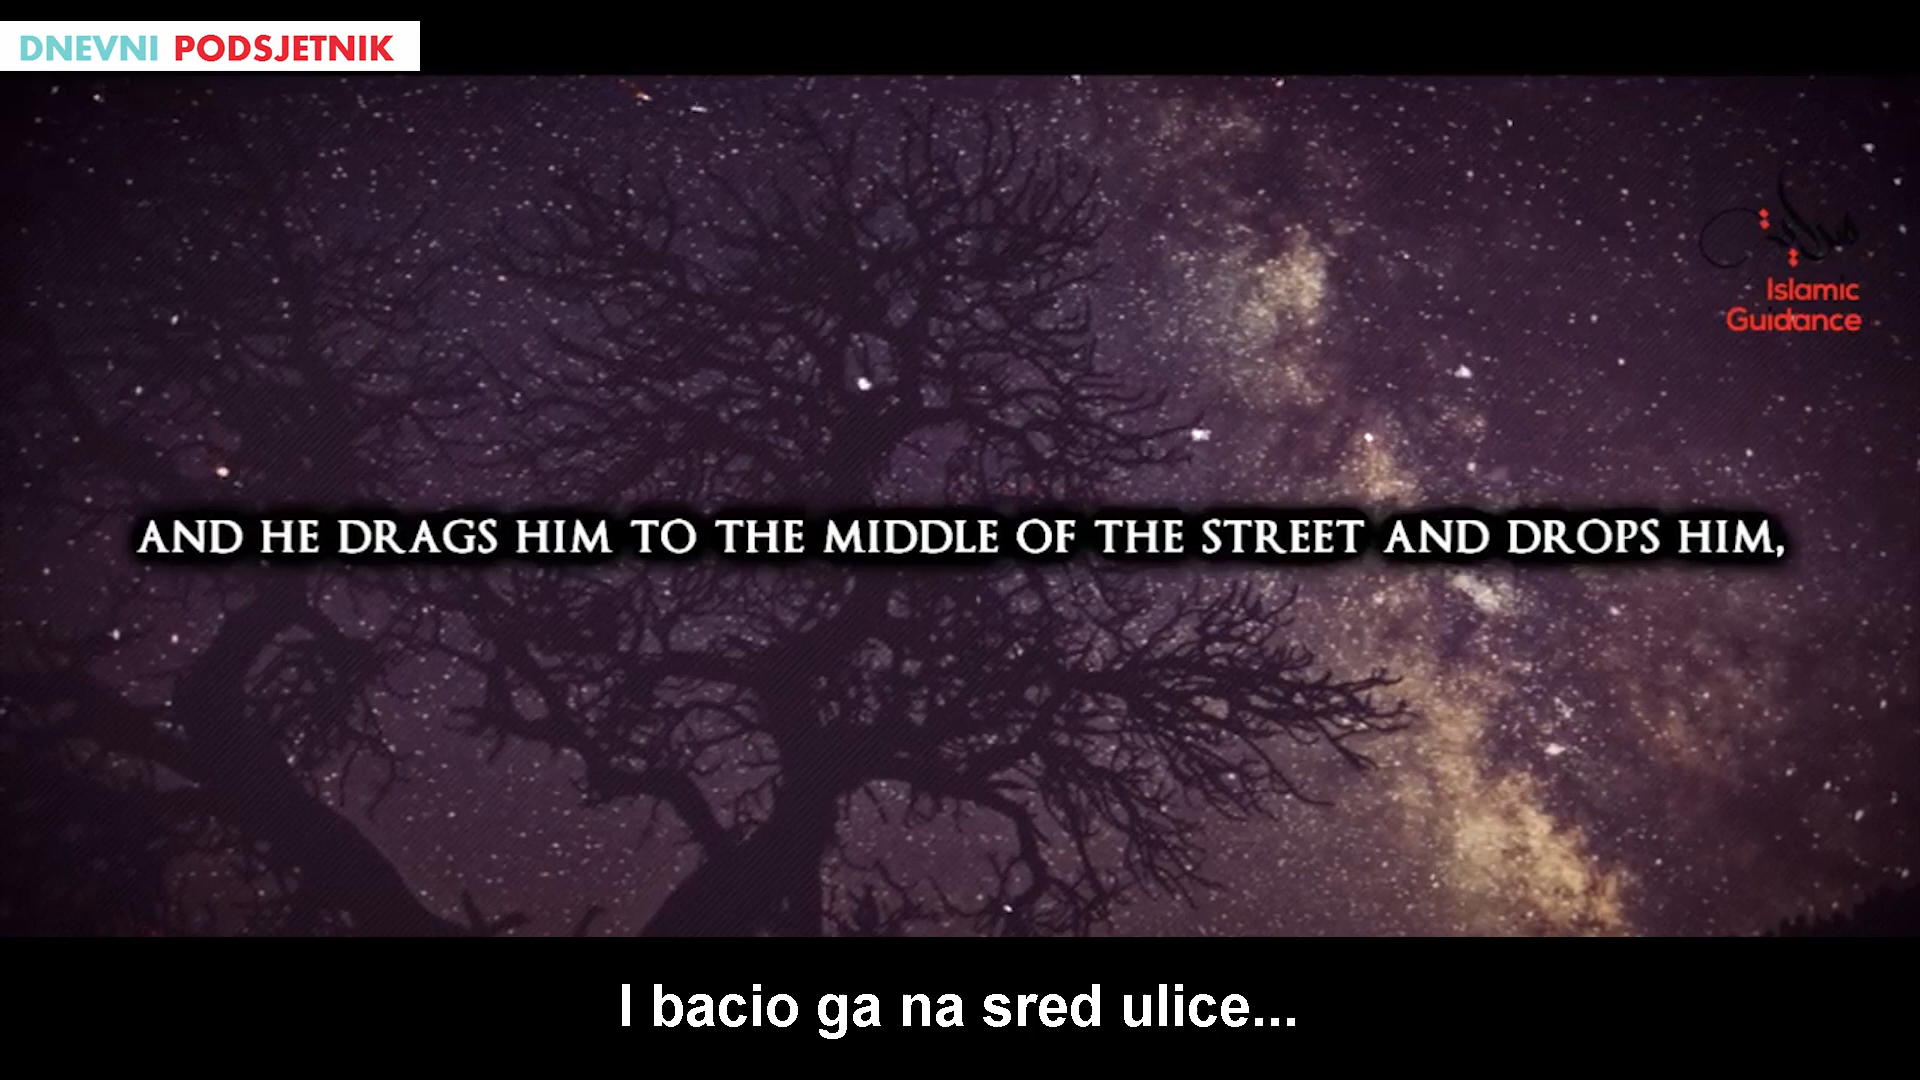 DNEVNI PODSJETNIK
Islamic
Guidance
AND HE DRAGS HIM TO THE MIDDLE OF THE STREET AND DROPS HIM,
I bacio ga na sred ulice...